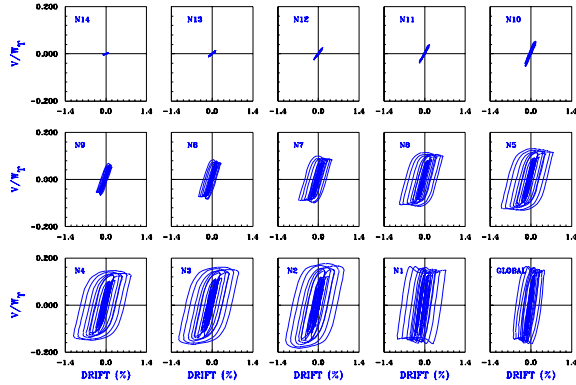 0.200 N14 N13 N12 N11 N10
V/W_T 0.000
-0.200
-1.4 0.0 1.4 -1.4 0.0 1.4 -1.4 0.0 1.4 -1.4 0.0 1.4 -1.4 0.0 1.4
0.200 N9 N8 N7 N6 N5
V/W_T 0.000
-0.200
-1.4 0.0 1.4 -1.4 0.0 1.4 -1.4 0.0 1.4 -1.4 0.0 1.4 -1.4 0.0 1.4
0.200 N4 N3 N2 N1 GLOBAL
V/W_T 0.000
-0.200
-1.4 0.0 1.4 -1.4 0.0 1.4 -1.4 0.0 1.4 -1.4 0.0 1.4 -1.4 0.0 1.4
DRIFT (%) DRIFT (%) DRIFT (%) DRIFT (%) DRIFT (%)